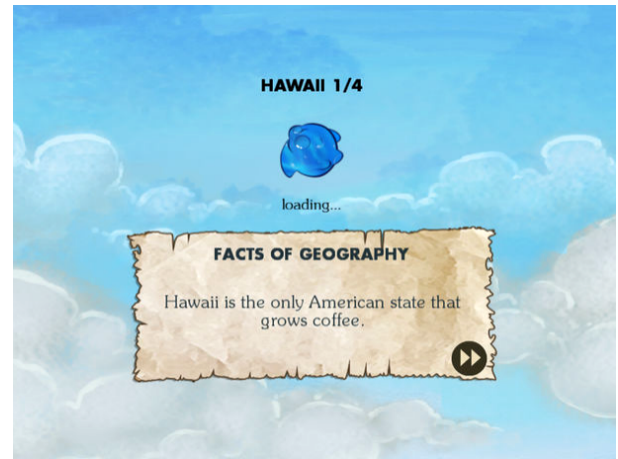 HAWAII 1/4
loading...
FACTS OF GEOGRAPHY
Hawaii is the only American state that
grows coffee.